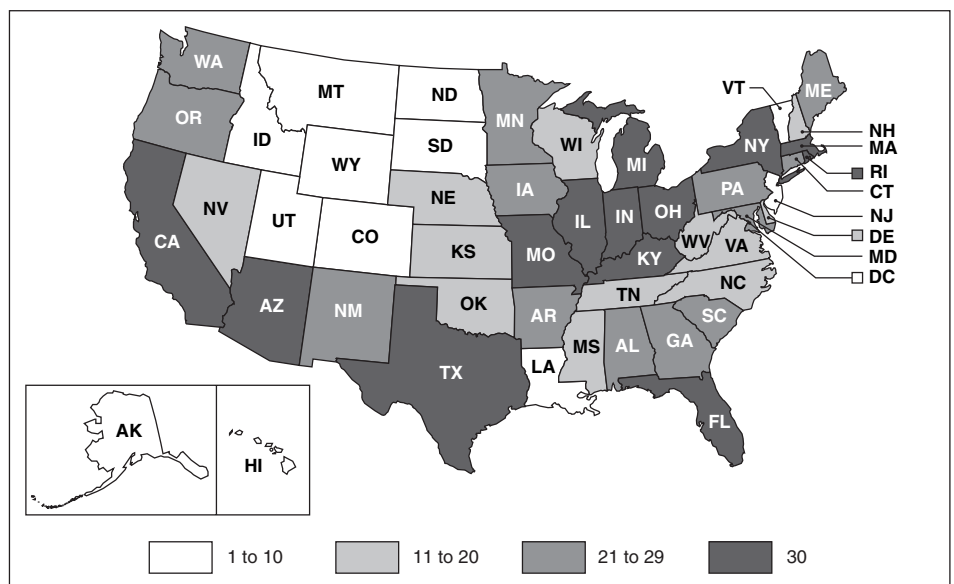 WA
OR
CA
NV
ID
MT
WY
UT
CO
AZ
NM
ND
SD
NE
KS
OK
TX
MN
IA
MO
AR
LA
WI
IL
MI
IN
OH
KY
TN
MS
AL
GA
FL
SC
NC
VA
WV
PA
NY
VT
ME
NH
MA
RI
CT
NJ
DE
MD
DC
AK
HI
1 to 10
11 to 20
21 to 29
30